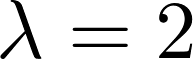 λ = 2